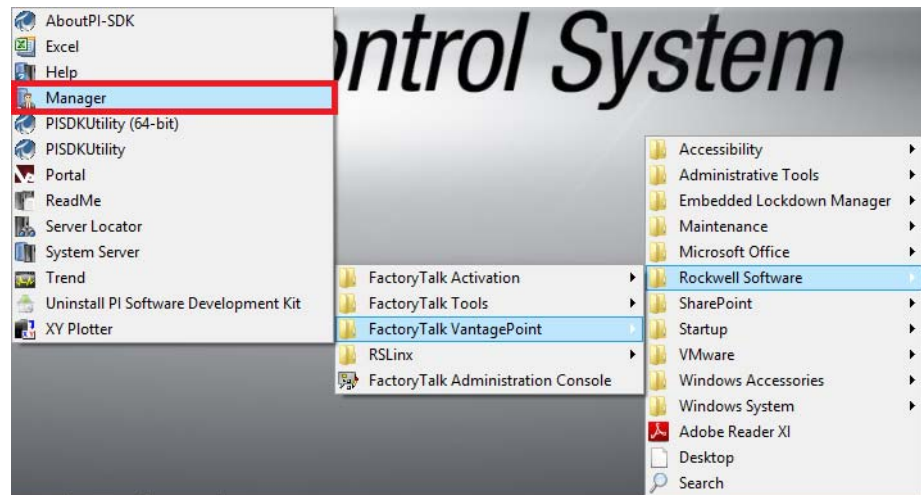 AboutPI-SDK
Excel
Help
Manager
PISDKUtility (64-bit)
PISDKUtility
Portal
ReadMe
Server Locator
System Server
Trend
Uninstall PI Software Development Kit
XY Plotter
ntrol System
FactoryTalk Activation
FactoryTalk Tools
FactoryTalk VantagePoint
RSLinx
FactoryTalk Administration Console
Accessibility
Administrative Tools
Embedded Lockdown Manager
Maintenance
Microsoft Office
Rockwell Software
SharePoint
Startup
VMware
Windows Accessories
Windows System
Adobe Reader XI
Desktop
Search